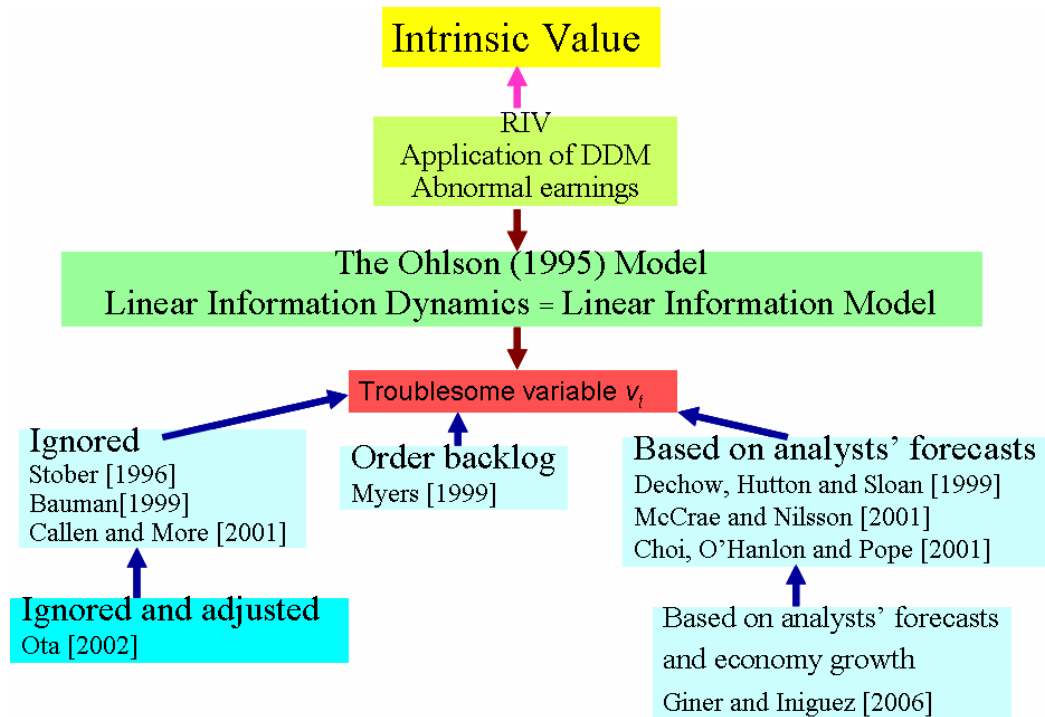 Intrinsic Value
RIV
Application of DDM
Abnormal earnings
The Ohlson (1995) Model
Linear Information Dynamics = Linear Information Model
Troublesome variable vt
Ignored
Stober [1996]
Bauman[1999]
Callen and More [2001]
Order backlog
Myers [1999]
Based on analysts’ forecasts
Dechow, Hutton and Sloan [1999]
McCrae and Nilsson [2001]
Choi, O’Hanlon and Pope [2001]
Ignored and adjusted
Ota [2002]
Based on analysts’ forecasts
and economy growth
Giner and Iniguez [2006]